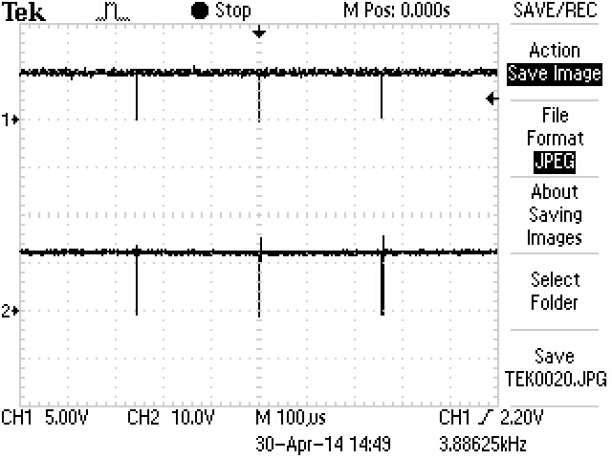 Tek Stop M Pos: 0.000s SAVE/REC
Action
Save Image
1
File
Format
JPEG
About
Saving
Images
Select
Folder
2
Save
TEK0020.JPG
CH1 5.00V CH2 10.0V M 100µs CH1 2.20V
30-Apr-14 14:49 3.88625kHz